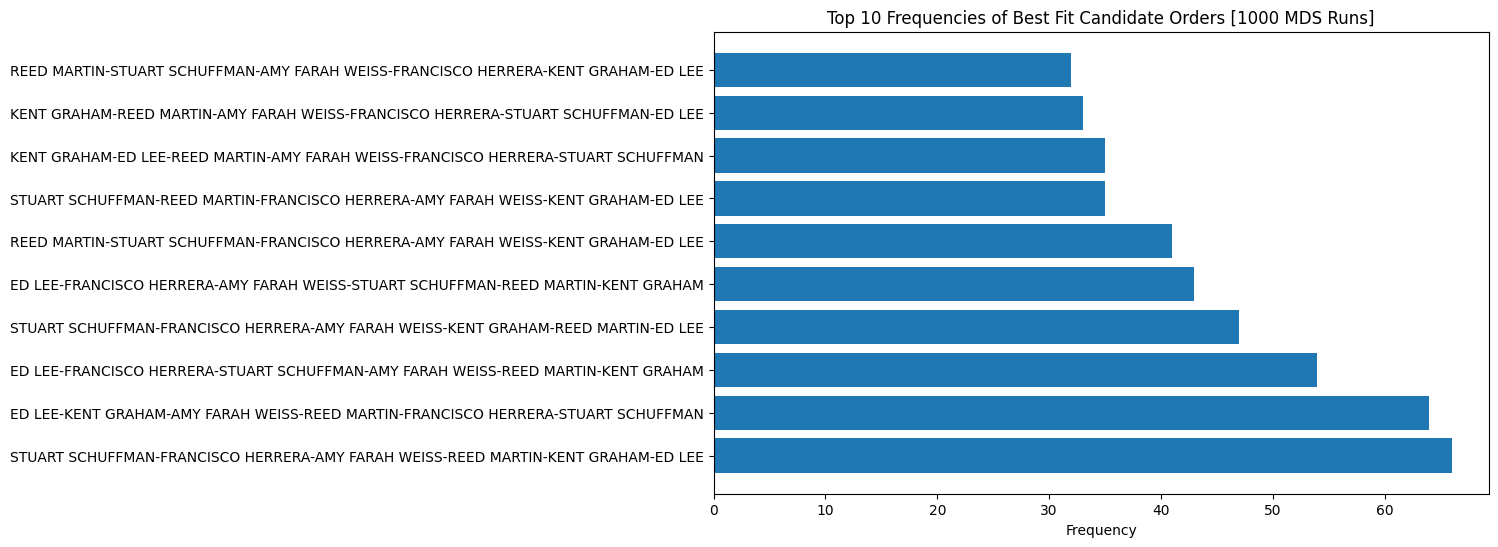 Top 10 Frequencies of Best Fit Candidate Orders [1000 MDS Runs]
REED MARTIN-STUART SCHUFFMAN-AMY FARAH WEISS-FRANCISCO HERRERA-KENT GRAHAM-ED LEE
KENT GRAHAM-REED MARTIN-AMY FARAH WEISS-FRANCISCO HERRERA-STUART SCHUFFMAN-ED LEE
KENT GRAHAM-ED LEE-REED MARTIN-AMY FARAH WEISS-FRANCISCO HERRERA-STUART SCHUFFMAN
STUART SCHUFFMAN-REED MARTIN-FRANCISCO HERRERA-AMY FARAH WEISS-KENT GRAHAM-ED LEE
REED MARTIN-STUART SCHUFFMAN-FRANCISCO HERRERA-AMY FARAH WEISS-KENT GRAHAM-ED LEE
ED LEE-FRANCISCO HERRERA-AMY FARAH WEISS-STUART SCHUFFMAN-REED MARTIN-KENT GRAHAM
STUART SCHUFFMAN-FRANCISCO HERRERA-AMY FARAH WEISS-KENT GRAHAM-REED MARTIN-ED LEE
ED LEE-FRANCISCO HERRERA-STUART SCHUFFMAN-AMY FARAH WEISS-REED MARTIN-KENT GRAHAM
ED LEE-KENT GRAHAM-AMY FARAH WEISS-REED MARTIN-FRANCISCO HERRERA-STUART SCHUFFMAN
STUART SCHUFFMAN-FRANCISCO HERRERA-AMY FARAH WEISS-REED MARTIN-KENT GRAHAM-ED LEE
0 10 20 30 40 50 60
Frequency